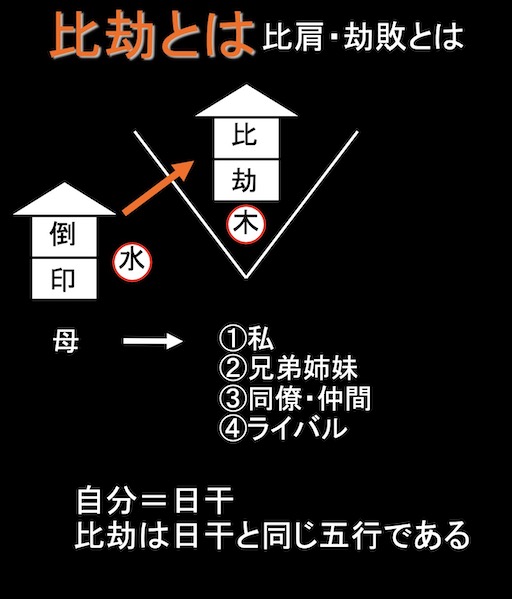 比劫とは 比肩・劫敗とは
比
劫
木
倒
印
水
母
①私
②兄弟姉妹
③同僚・仲間
④ライバル
自分＝日干
比劫は日干と同じ五行である